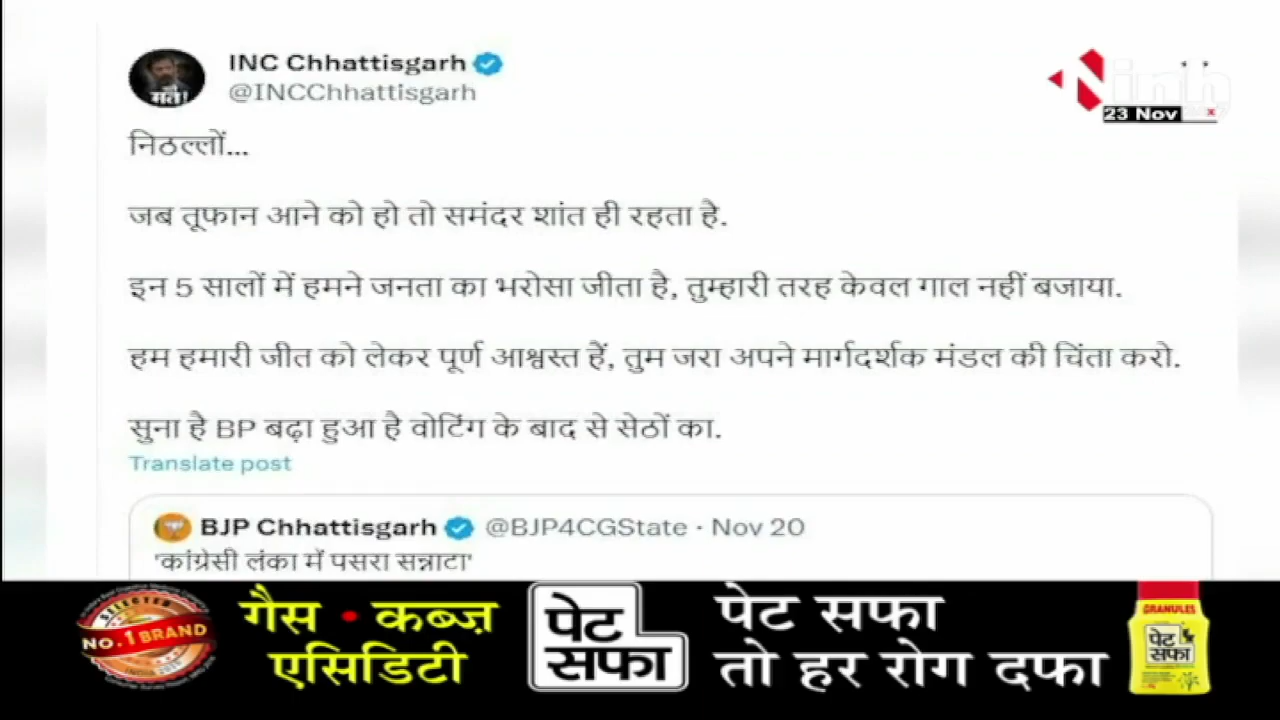 INC Chhattisgarh
@INCChhattisgarh
Inh
23 Nov
निठल्लों...
जब तूफान आने को हो तो समंदर शांत ही रहता है.
इन 5 सालों में हमने जनता का भरोसा जीता है, तुम्हारी तरह केवल गाल नहीं बजाया.
हम हमारी जीत को लेकर पूर्ण आश्वस्त हैं, तुम जरा अपने मार्गदर्शक मंडल की चिंता करो.
सुना है BP बढ़ा हुआ है वोटिंग के बाद से सेठों का.
Translate post
BJP Chhattisgarh @BJP4CGState · Nov 20
'कांग्रेसी लंका में पसरा सन्नाटा'
SELECTED
NO.1 BRAND
गैस • कब्ज़
एसिडिटी
पेट
सफा
पेट सफा
तो हर रोग दफा
GRANULES
पेट
सफा